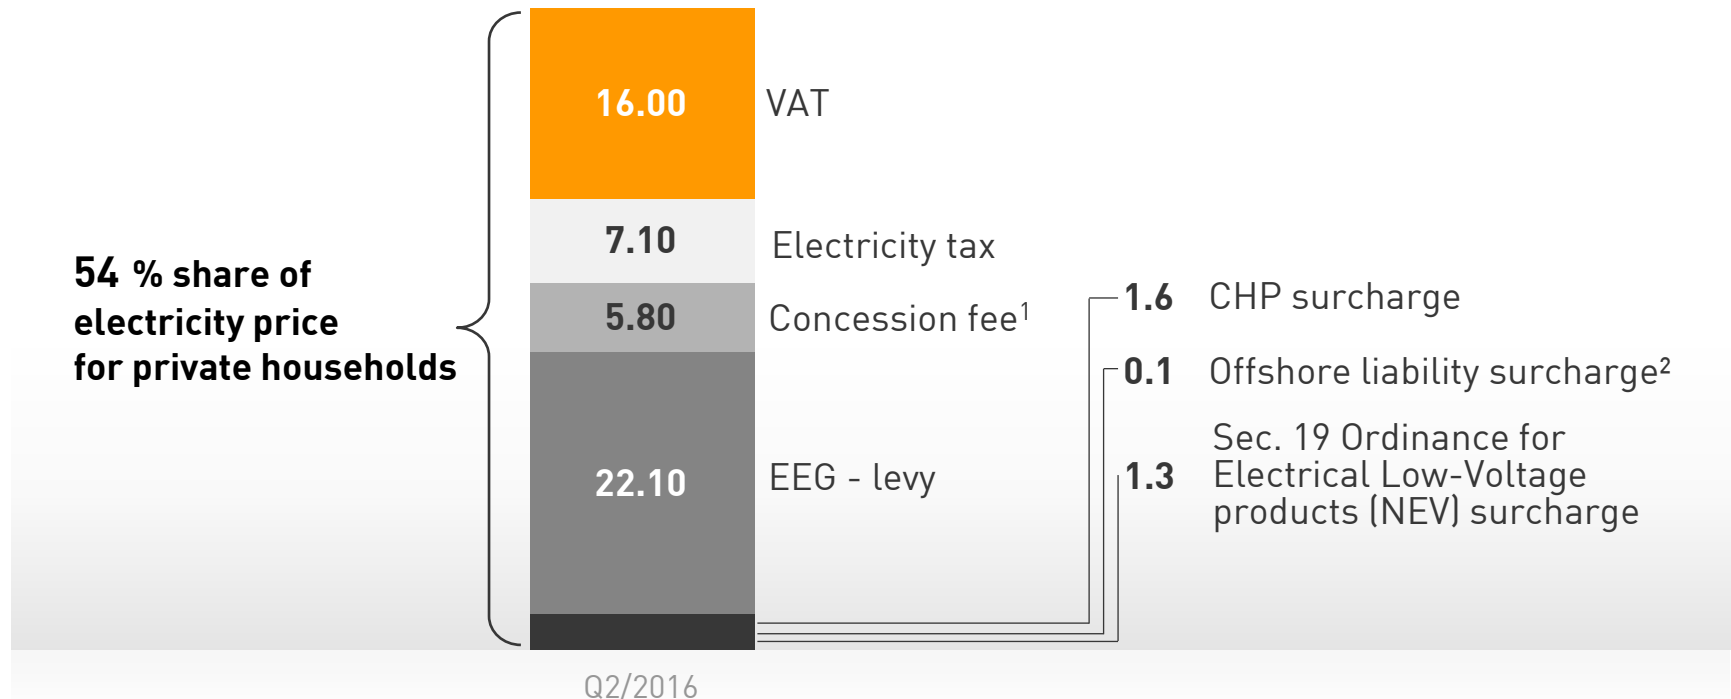 16.00 VAT
7.10 Electricity tax
54 % share of
electricity price
for private households
5.80 Concession fee¹
22.10 EEG - levy
1.6 CHP surcharge
0.1 Offshore liability surcharge²
1.3 Sec. 19 Ordinance for
Electrical Low-Voltage
products (NEV) surcharge
Q2/2016